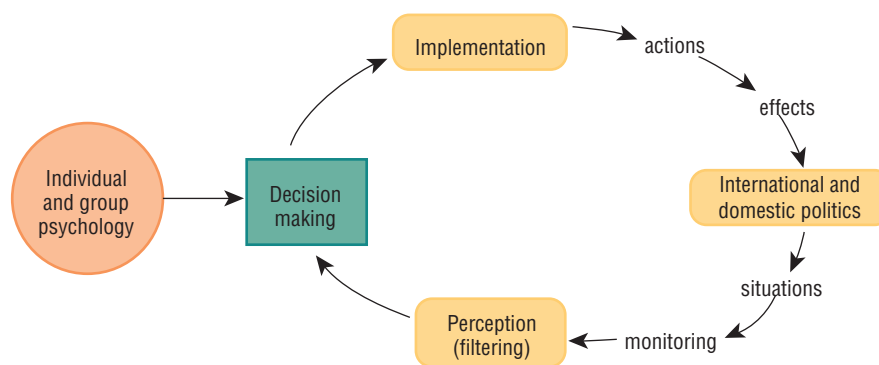 Implementation
actions
effects
Individual
and group
psychology
Decision
making
International and
domestic politics
situations
Perception
(filtering)
monitoring